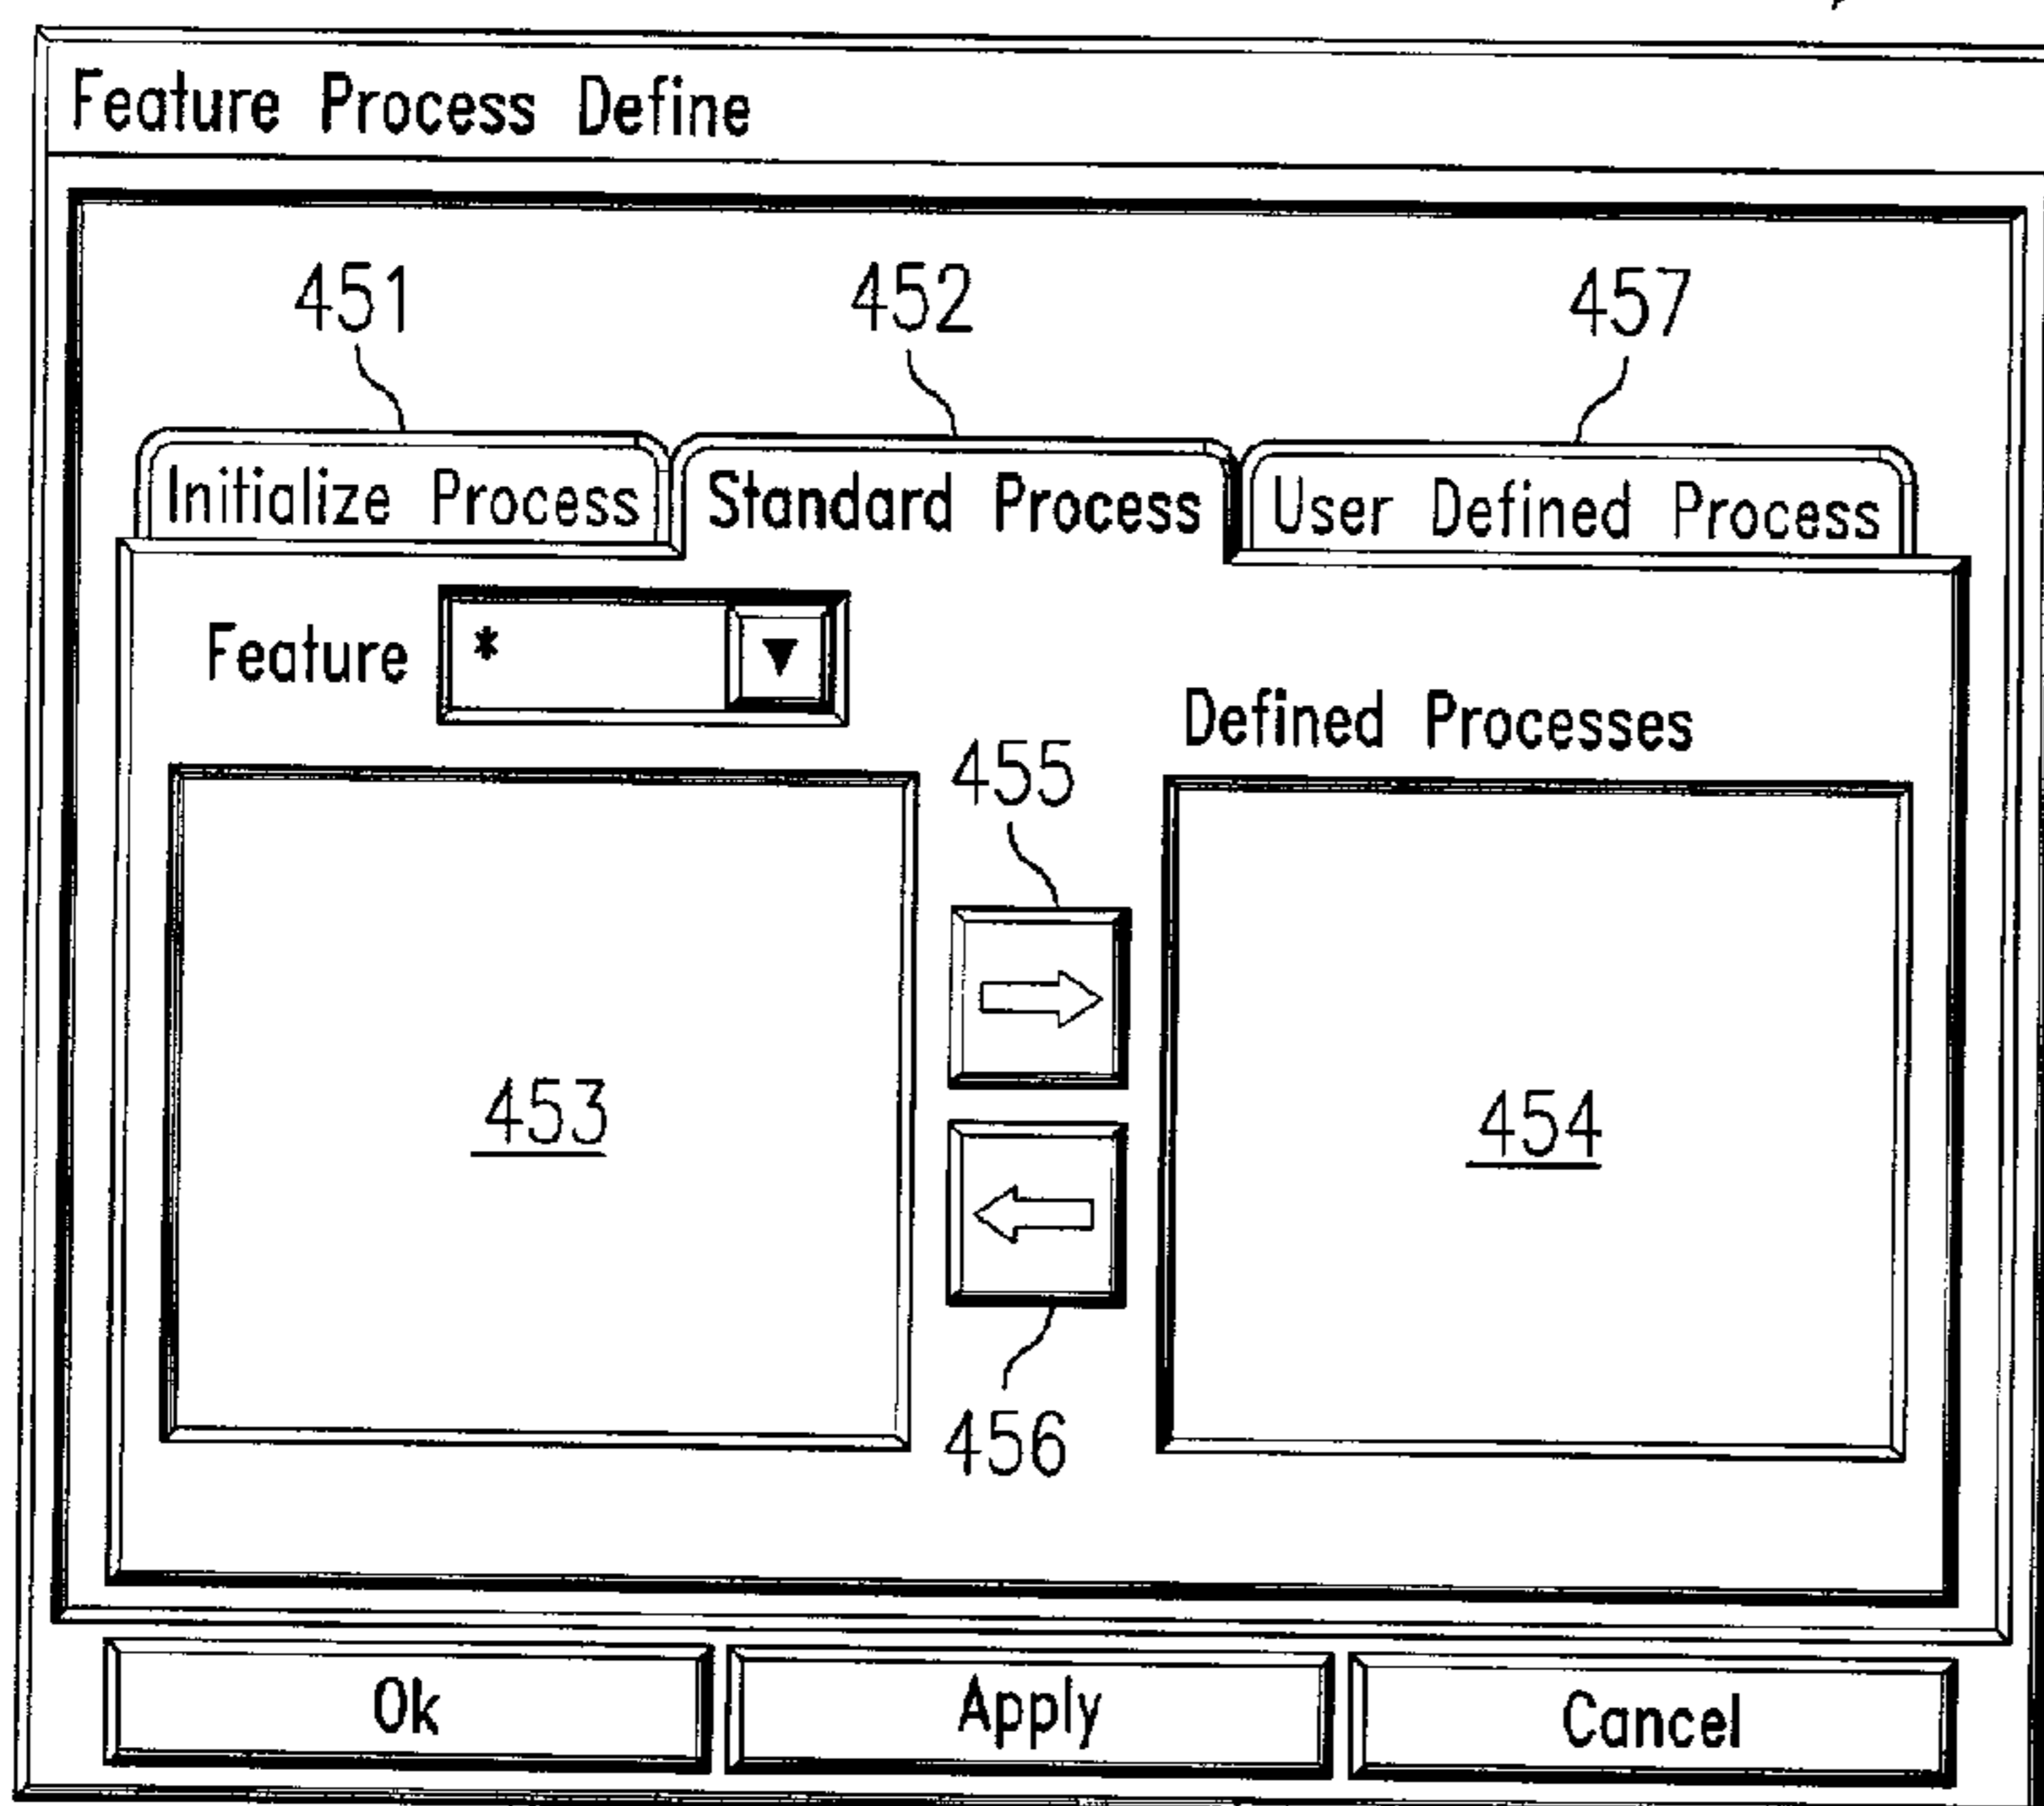 Feature Process Define
451 452 457
Initialize Process Standard Process User Defined Process
Feature *
Defined Processes
455
453 454
456
Ok Apply Cancel